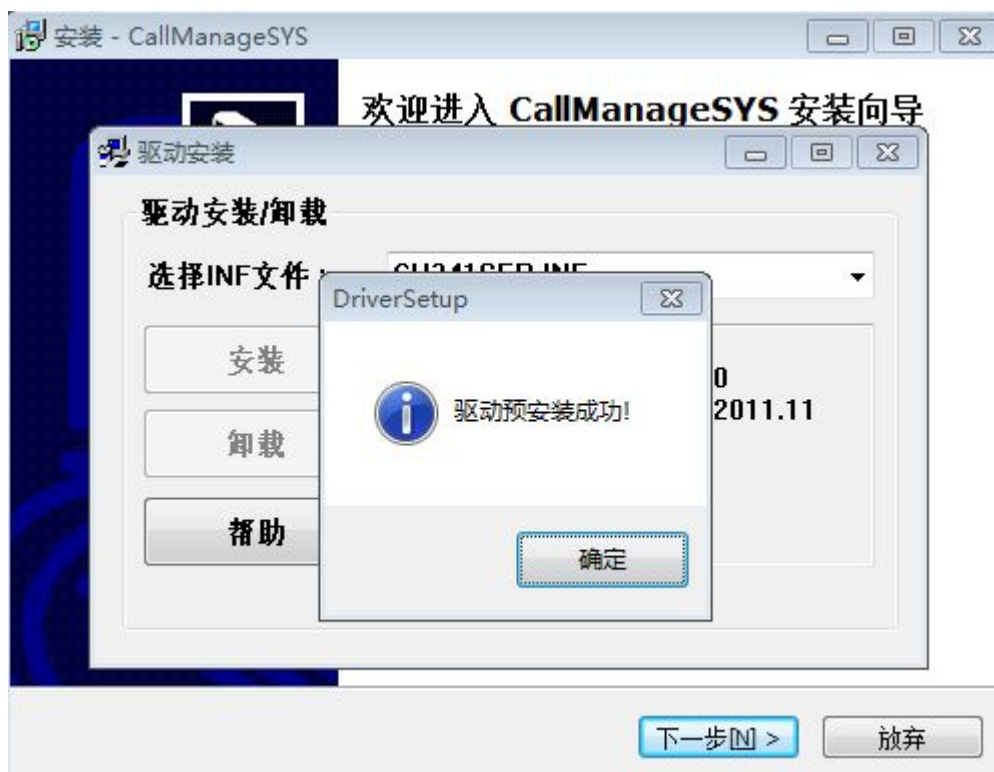 安装 - CallManageSYS
欢迎进入 CallManageSYS 安装向导
驱动安装
驱动安装/卸载
选择INF文件：
CH341SER.INF
DriverSetup
安装
卸载
帮助
驱动预安装成功!
0
2011.11
确定
下一步[N] >
放弃